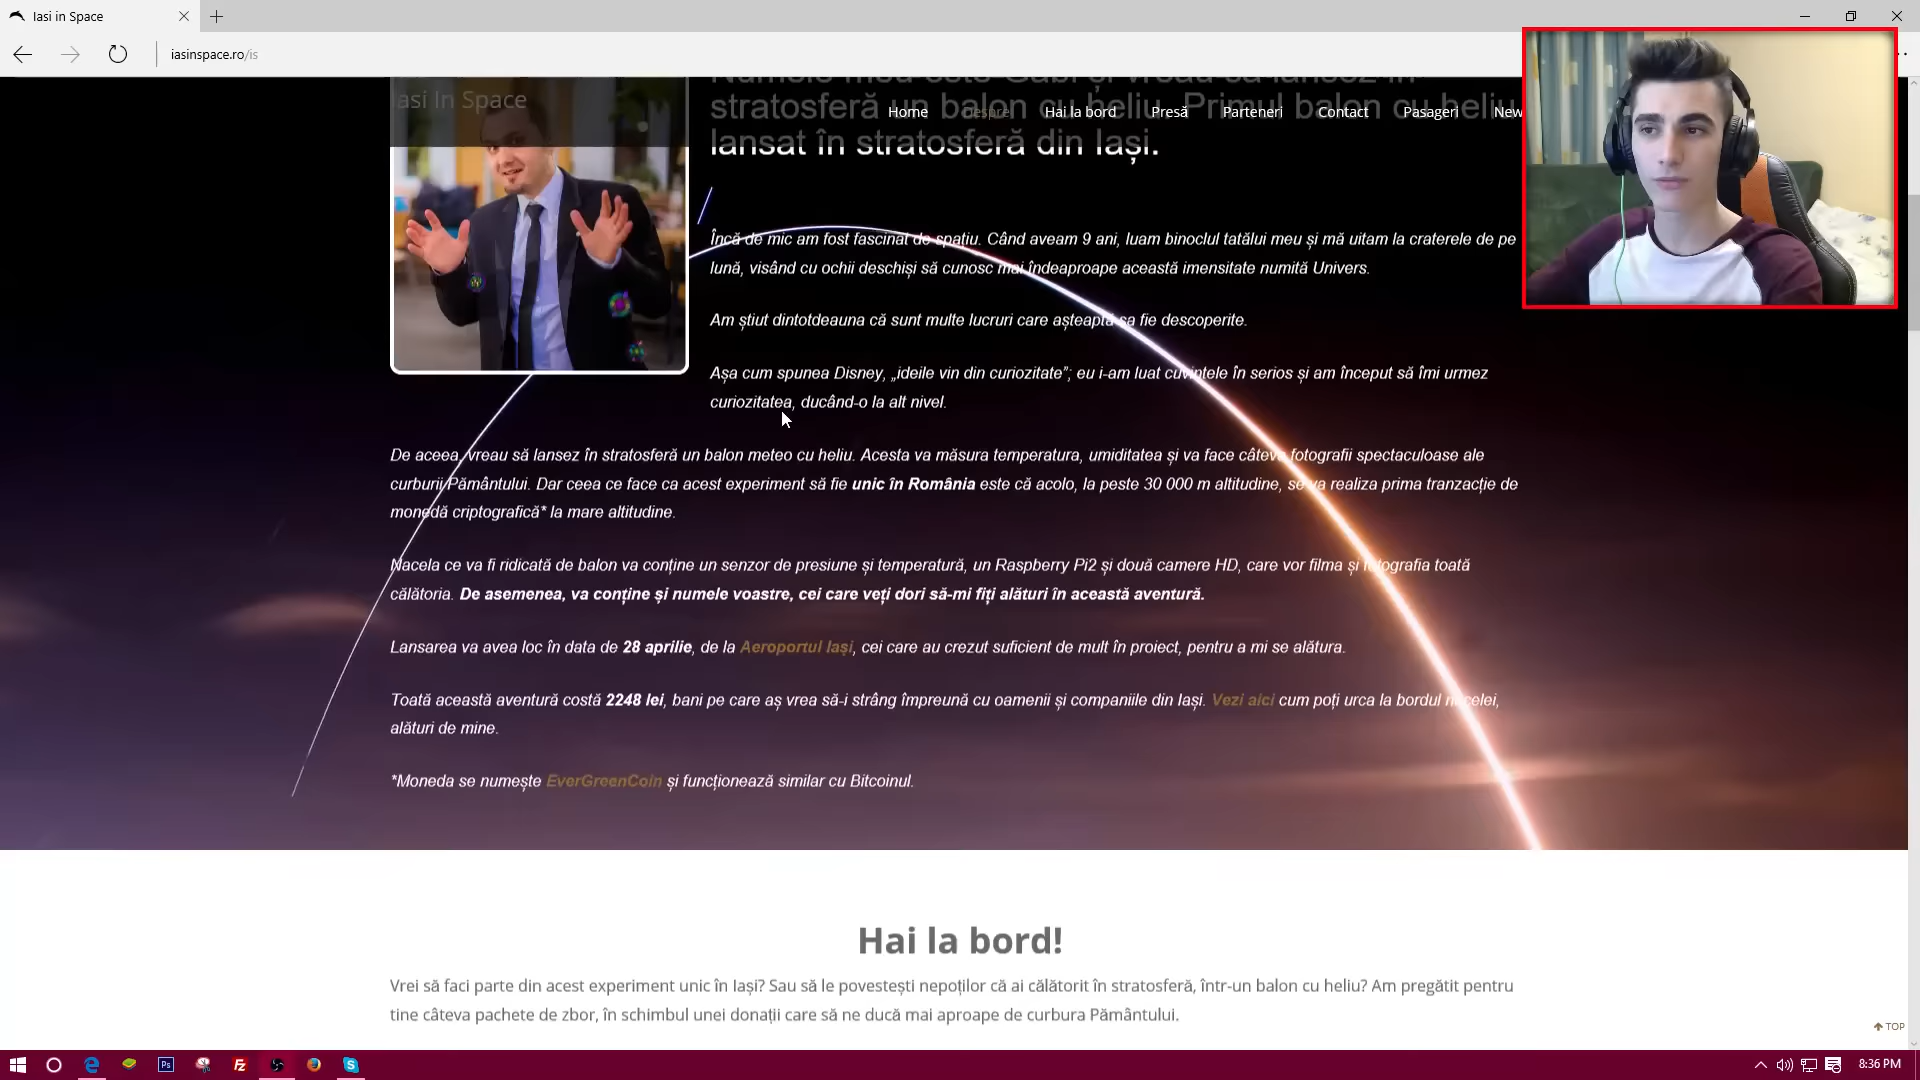 Iasi in Space
iasinspace.ro/is
Iasi In Space
Home Despre Hai la bord Presă Parteneri Contact Pasageri New
Numele meu este Gabi și vreau să lansez în
stratosferă un balon cu heliu. Primul balon cu heliu
lansat în stratosferă din Iași.
Încă de mic am fost fascinat de spatiu. Când aveam 9 ani, luam binoclul tatălui meu și mă uitam la craterele de pe
lună, visând cu ochii deschiși să cunosc mai îndeaproape această imensitate numită Univers.
Am știut dintotdeauna că sunt multe lucruri care așteaptă sa fie descoperite.
Așa cum spunea Disney, „ideile vin din curiozitate”; eu i-am luat cuvintele în serios și am început să îmi urmez
curiozitatea, ducând-o la alt nivel.
De aceea, vreau să lansez în stratosferă un balon meteo cu heliu. Acesta va măsura temperatura, umiditatea și va face câteva fotografii spectaculoase ale
curburii Pământului. Dar ceea ce face ca acest experiment să fie unic în România este că acolo, la peste 30 000 m altitudine, se va realiza prima tranzacție de
monedă criptografică* la mare altitudine.
Nacela ce va fi ridicată de balon va conține un senzor de presiune și temperatură, un Raspberry Pi2 și două camere HD, care vor filma și fotografia toată
călătoria. De asemenea, va conține și numele voastre, cei care veți dori să-mi fiți alături în această aventură.
Lansarea va avea loc în data de 28 aprilie, de la Aeroportul Iași, cei care au crezut suficient de mult în proiect, pentru a mi se alătura.
Toată această aventură costă 2248 lei, bani pe care aș vrea să-i strâng împreună cu oamenii și companiile din Iași. Vezi aici cum poți urca la bordul nacelei,
alături de mine.
*Moneda se numește EverGreenCoin și funcționează similar cu Bitcoinul.
Hai la bord!
Vrei să faci parte din acest experiment unic în Iași? Sau să le povestești nepoților că ai călătorit în stratosferă, într-un balon cu heliu? Am pregătit pentru
tine câteva pachete de zbor, în schimbul unei donații care să ne ducă mai aproape de curbura Pământului.
TOP
Ps
Fz
S
8:36 PM